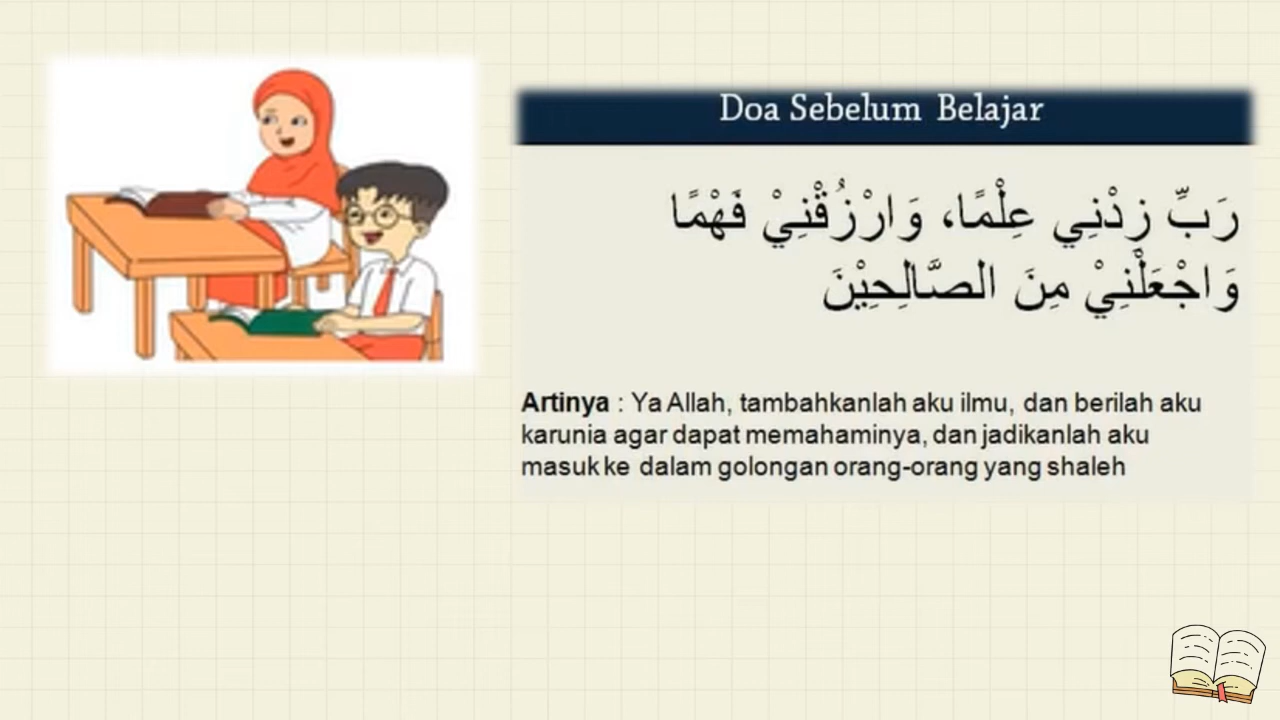 Doa Sebelum Belajar
رَبِّ زِدْنِي عِلْمًا، وَارْزُقْنِيْ فَهْمًا
وَاجْعَلْنِيْ مِنَ الصَّالِحِيْنَ
Artinya : Ya Allah, tambahkanlah aku ilmu, dan berilah aku
karunia agar dapat memahaminya, dan jadikanlah aku
masuk ke dalam golongan orang-orang yang shaleh